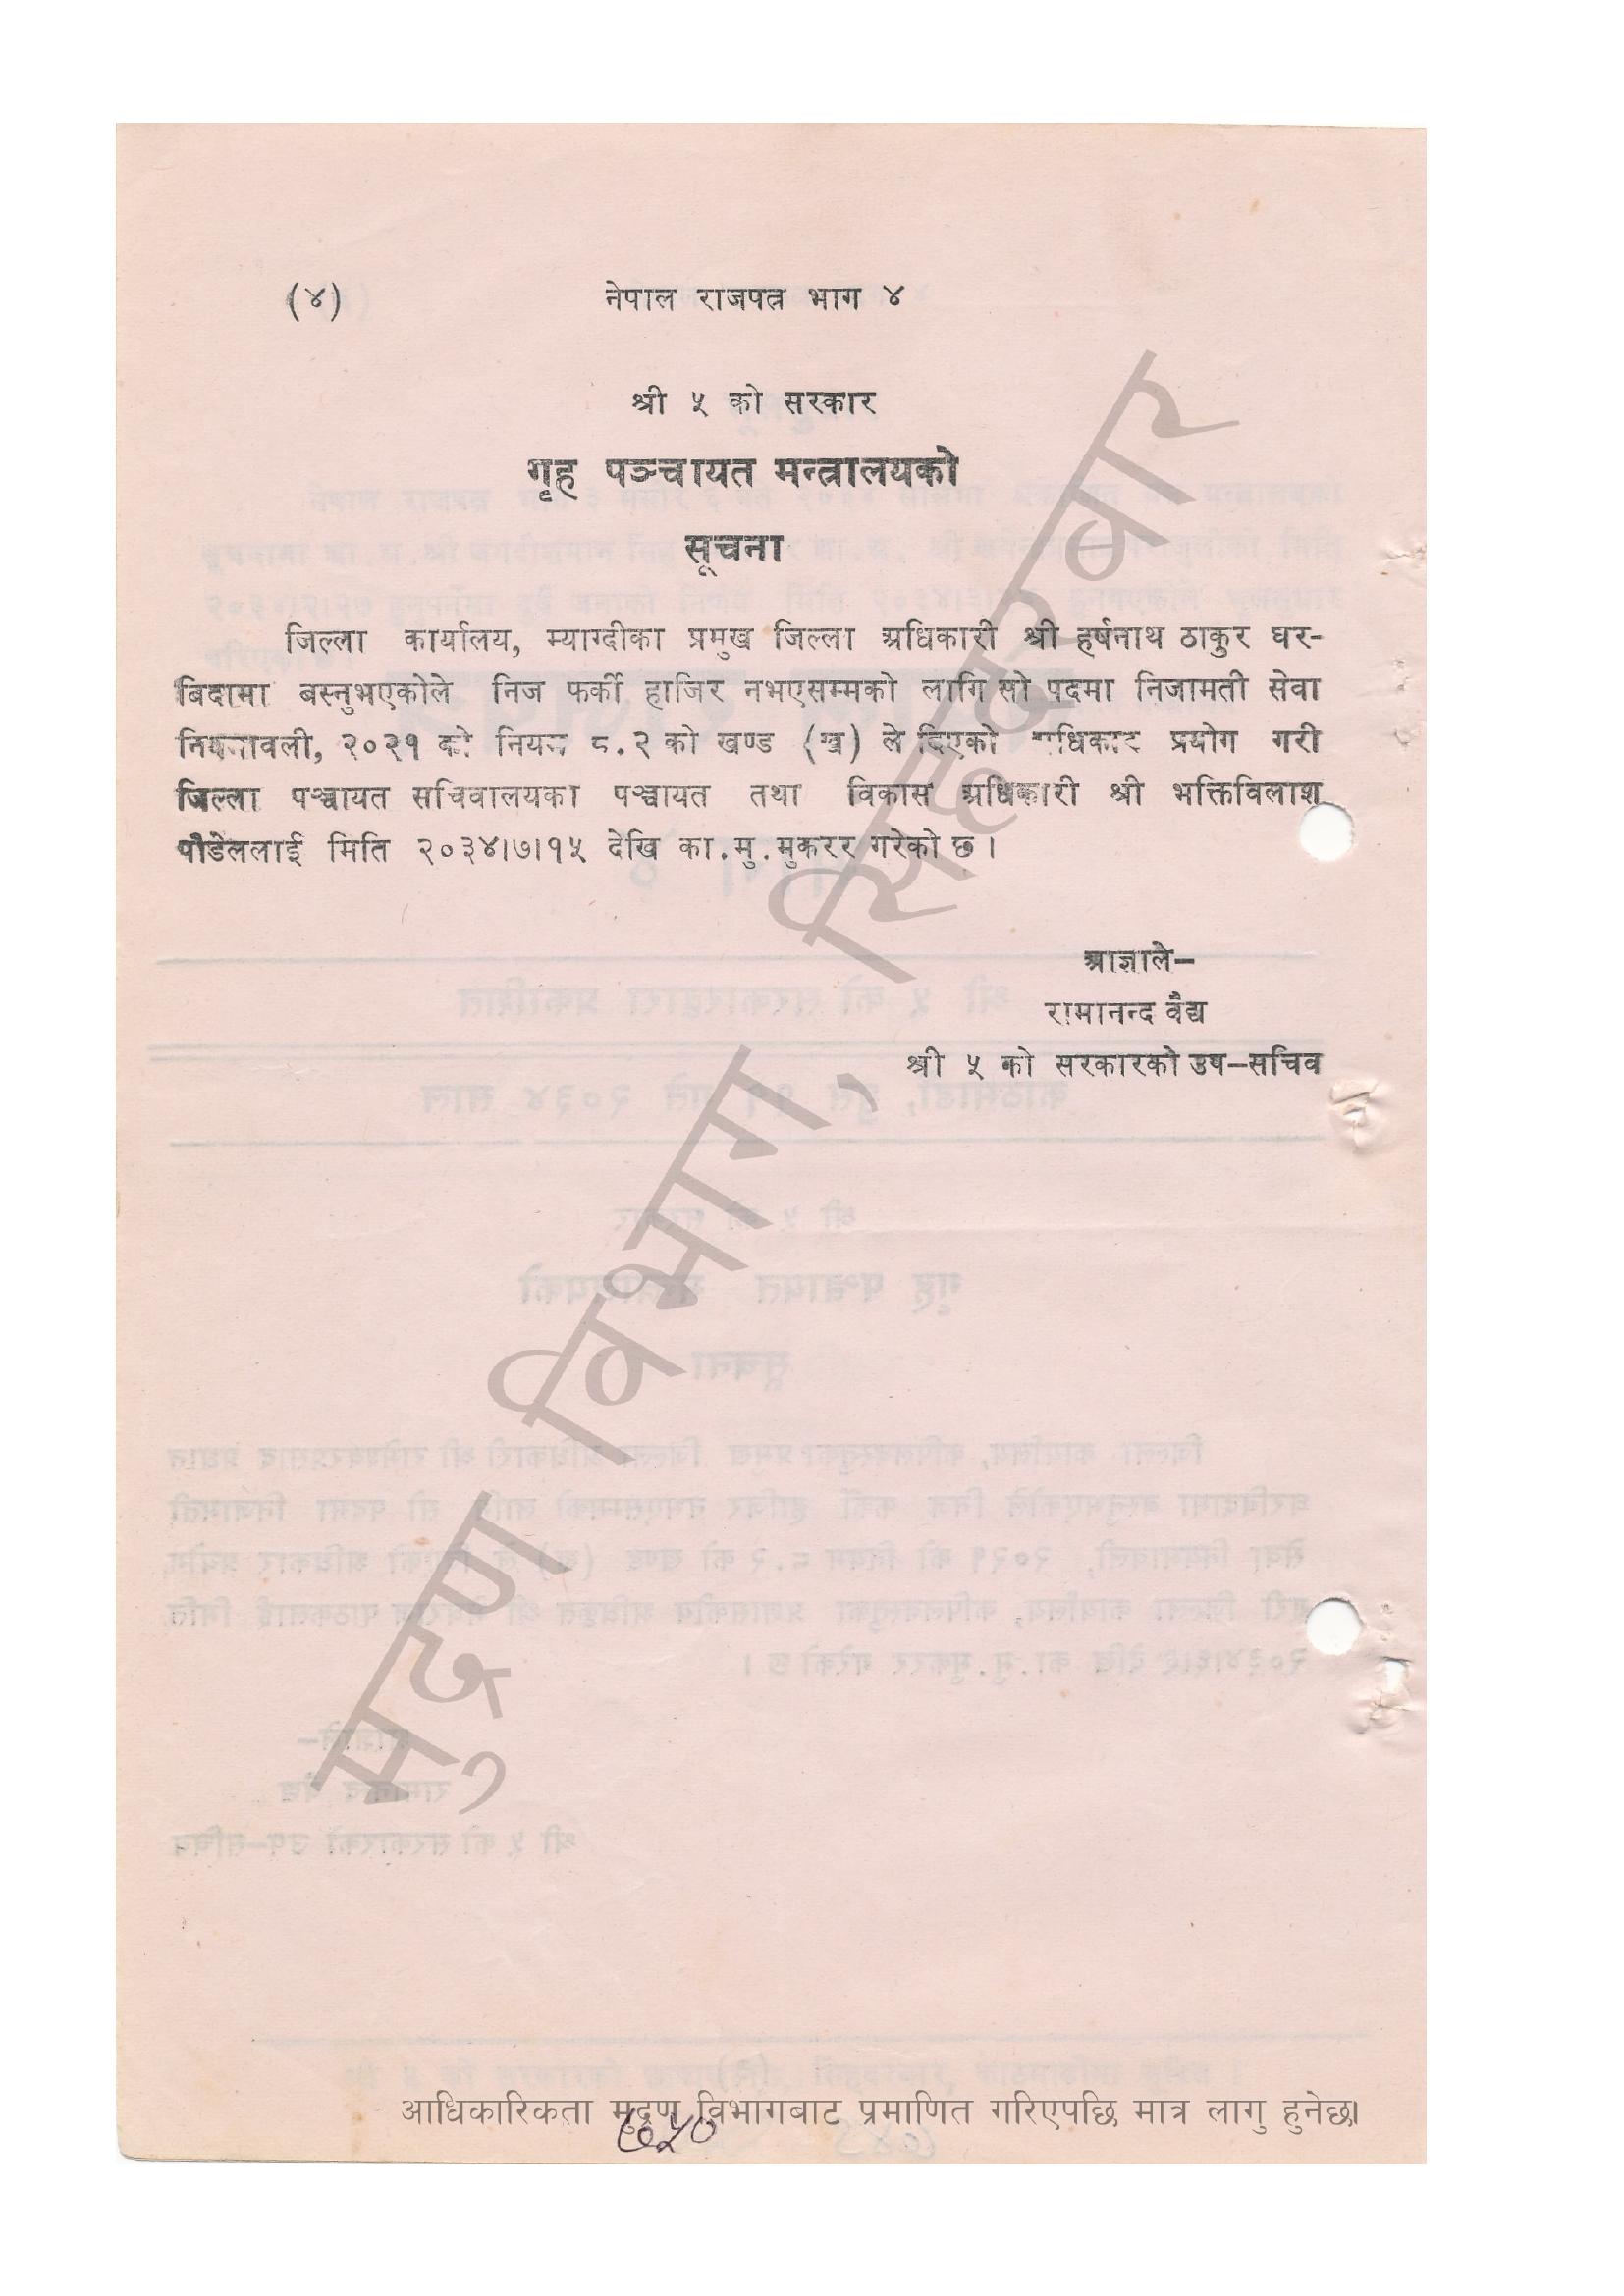 (४) नेपाल राजपत्र भाग ४
श्री ५ को सरकार
गृह पञ्चायत मन्त्रालयको
सूचना
जिल्ला कार्यालय, म्याग्दीका प्रमुख जिल्ला अधिकारी श्री हर्षनाथ ठाकुर घर-
बिदामा बस्नुभएकोले निज फर्की हाजिर नभएसम्मको लागि सो पदमा निजामती सेवा
नियमावली, २०२१ को नियम ८.२ को खण्ड (ख) ले दिएको अधिकार प्रयोग गरी
जिल्ला पञ्चायत सचिवालयका पञ्चायत तथा विकास अधिकारी श्री भक्तिविलाश
पौडेललाई मिति २०३४।७।१५ देखि का.मु.मुकरर गरेको छ ।
आज्ञाले-
रामानन्द वैद्य
श्री ५ को सरकारको उप-सचिव
मुद्रण विभाग, सिंहदरवार
आधिकारिकता मुद्रण विभागबाट प्रमाणित गरिएपछि मात्र लागु हुनेछ।
७५०